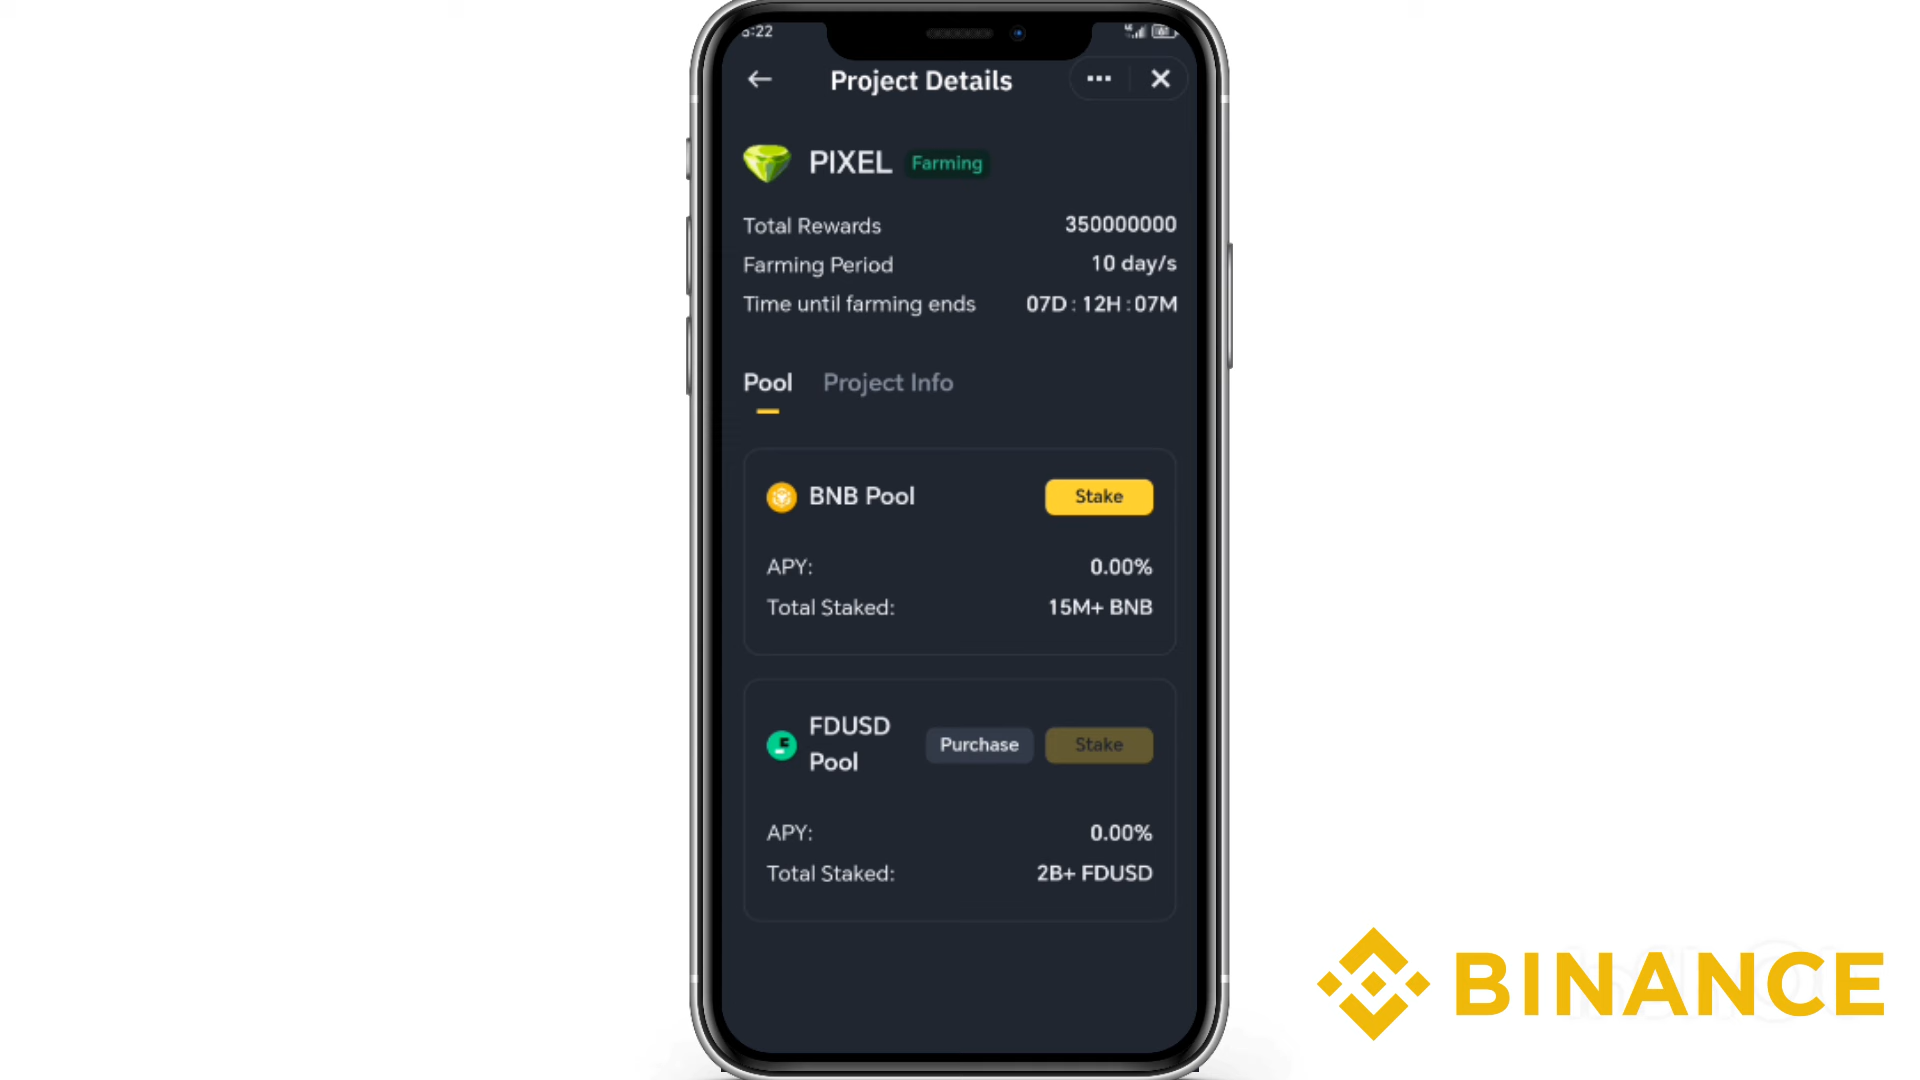 Project Details
PIXEL Farming
Total Rewards 350000000
Farming Period 10 day/s
Time until farming ends 07D : 12H : 07M
Pool Project Info
BNB Pool Stake
APY: 0.00%
Total Staked: 15M+ BNB
FDUSD Pool Purchase Stake
APY: 0.00%
Total Staked: 2B+ FDUSD
BINANCE